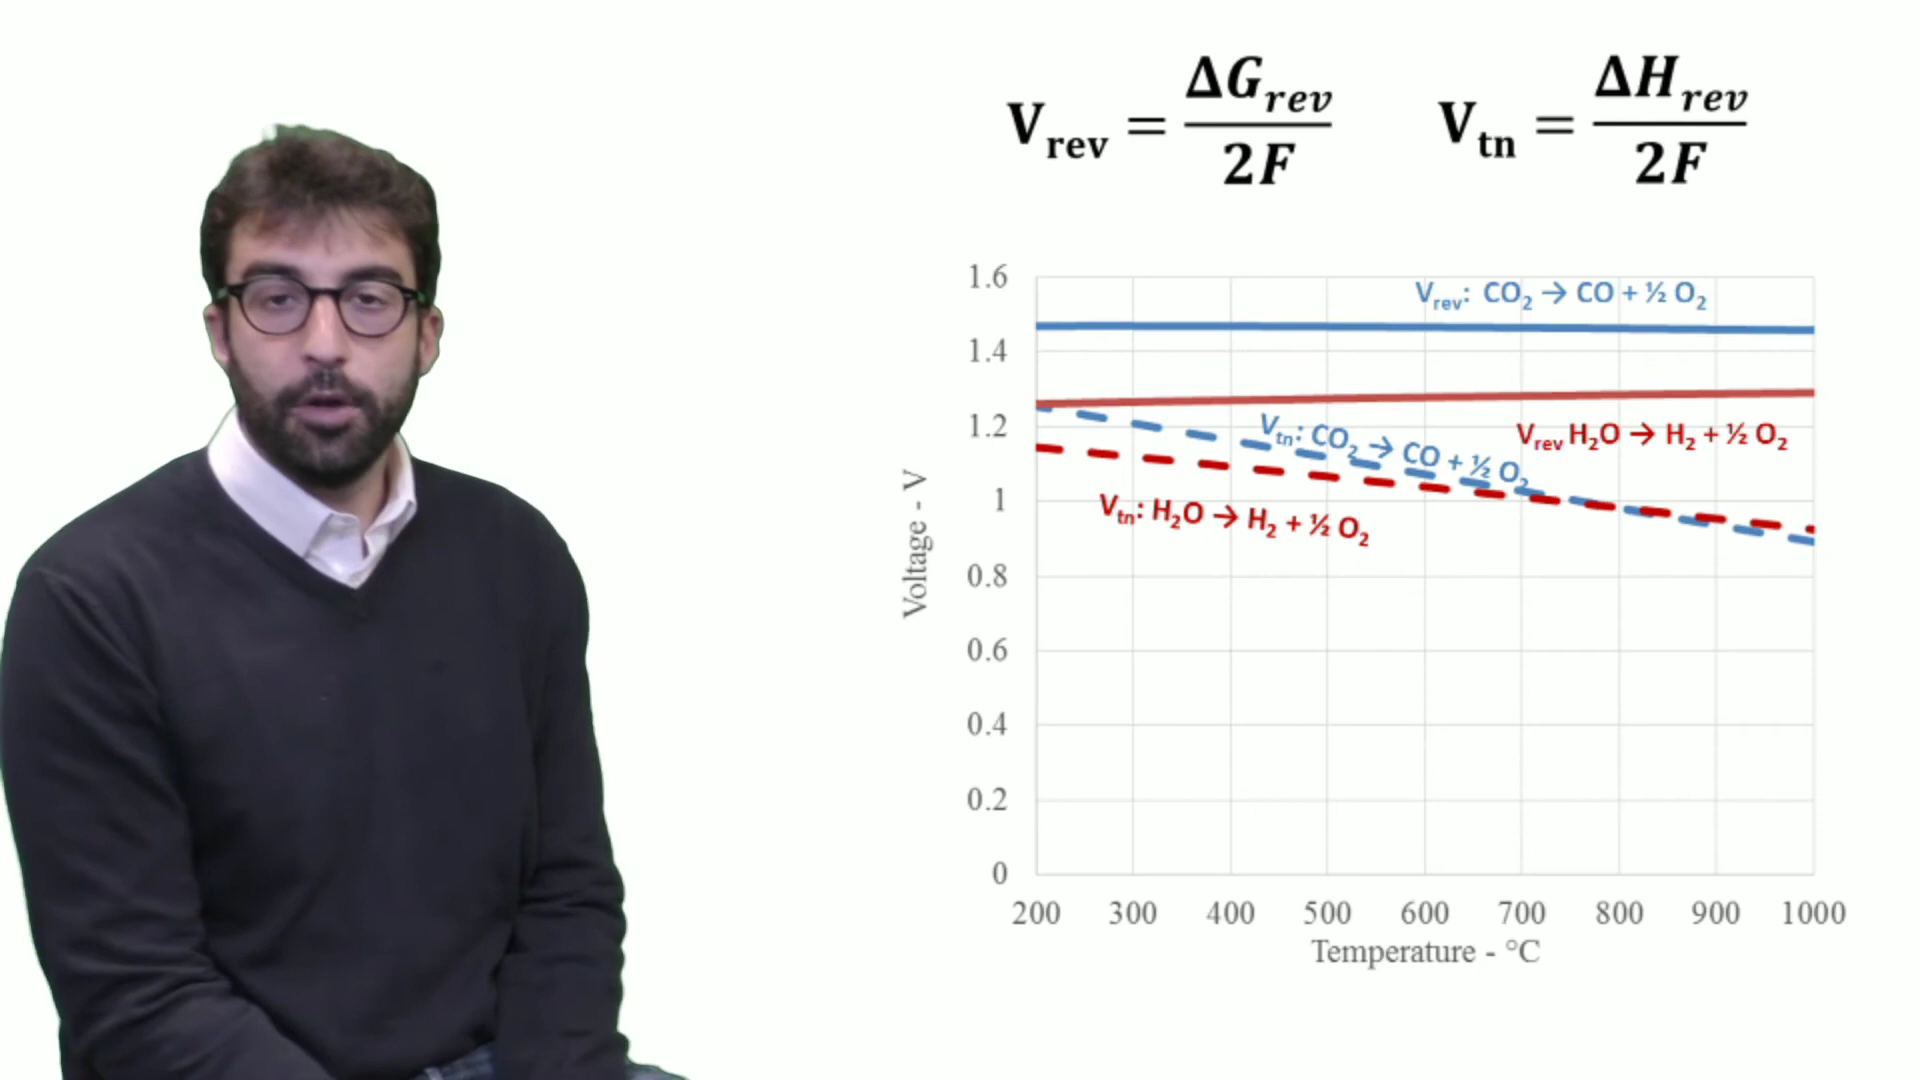 V_rev = ΔG_rev / 2F
V_tn = ΔH_rev / 2F
1.6
1.4
1.2
1
0.8
0.6
0.4
0.2
0
Voltage - V
V_rev: CO₂ → CO + ½ O₂
V_tn: CO₂ → CO + ½ O₂
V_rev H₂O → H₂ + ½ O₂
V_tn: H₂O → H₂ + ½ O₂
200 300 400 500 600 700 800 900 1000
Temperature - °C